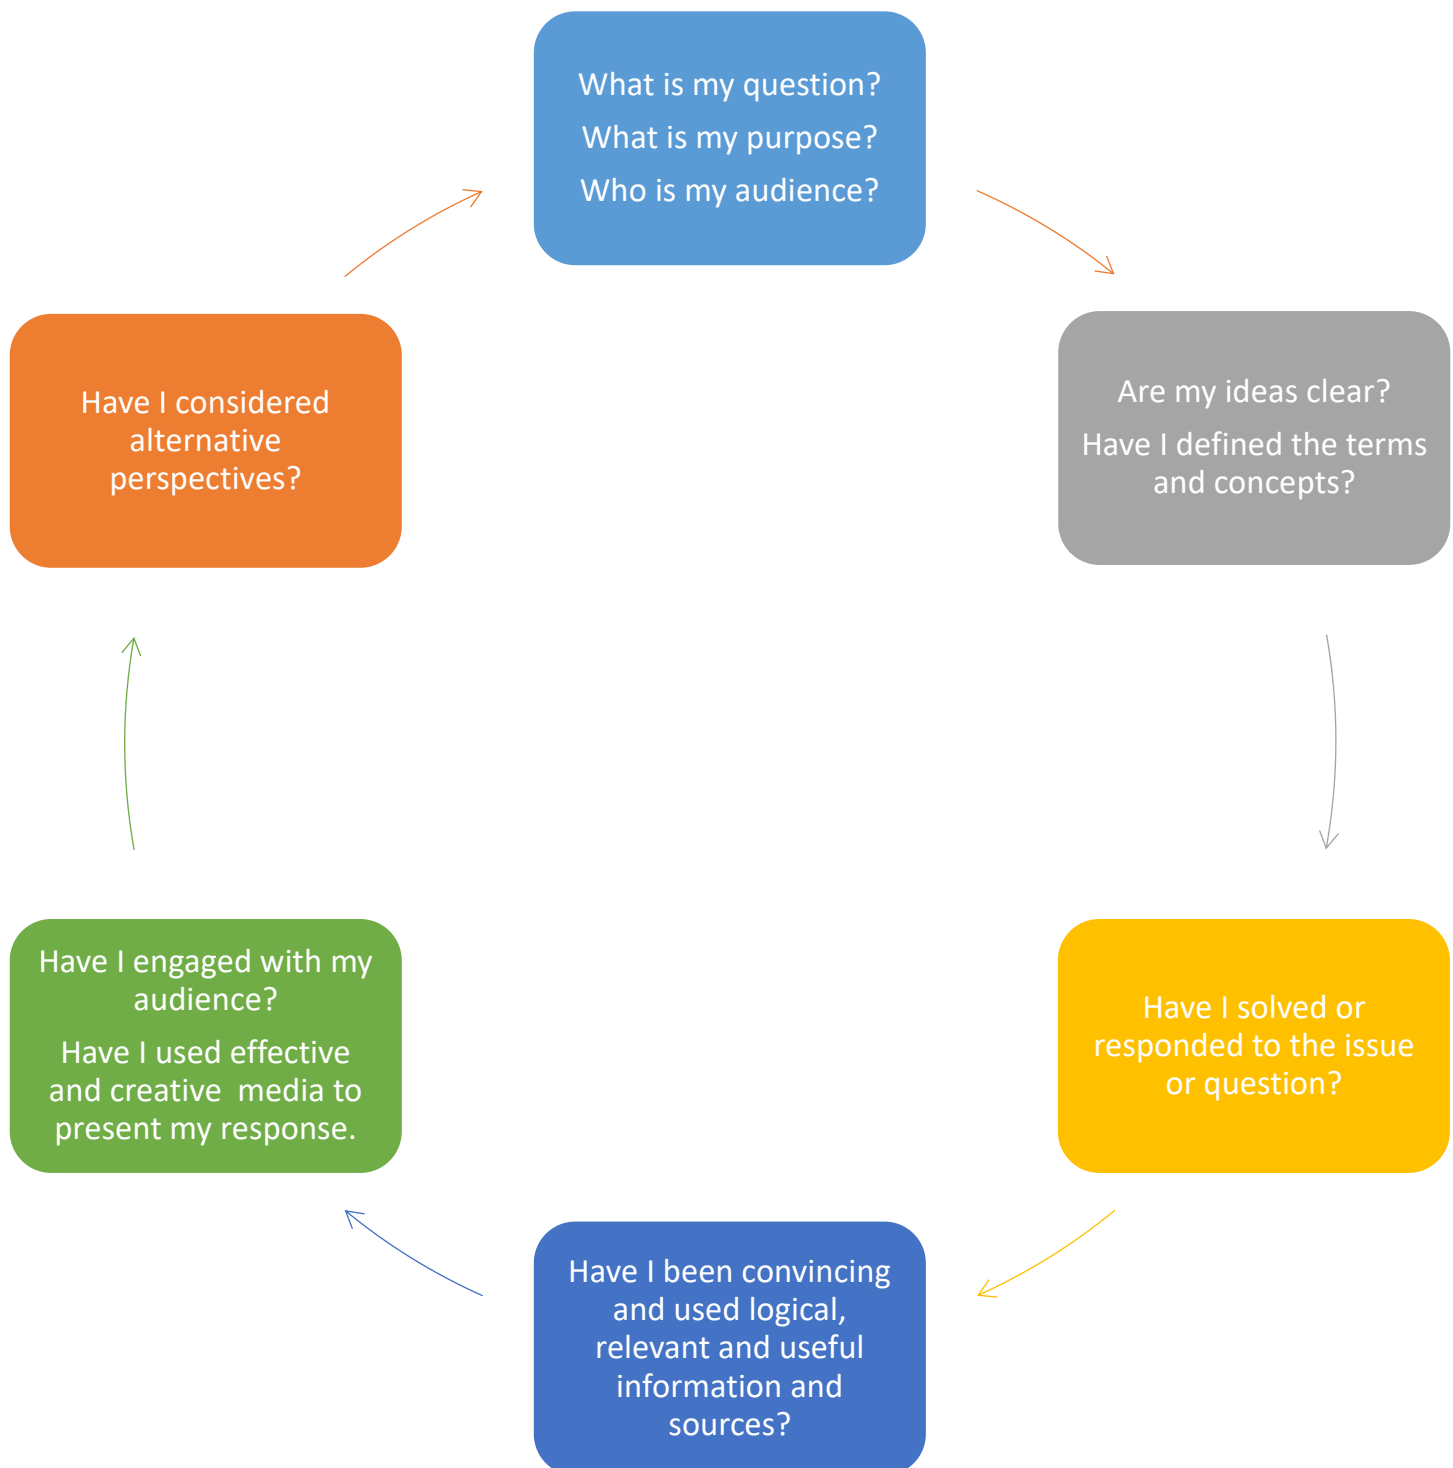 What is my question?
What is my purpose?
Who is my audience?
Are my ideas clear?
Have I defined the terms
and concepts?
Have I solved or
responded to the issue
or question?
Have I been convincing
and used logical,
relevant and useful
information and
sources?
Have I engaged with my
audience?
Have I used effective
and creative  media to
present my response.
Have I considered
alternative
perspectives?